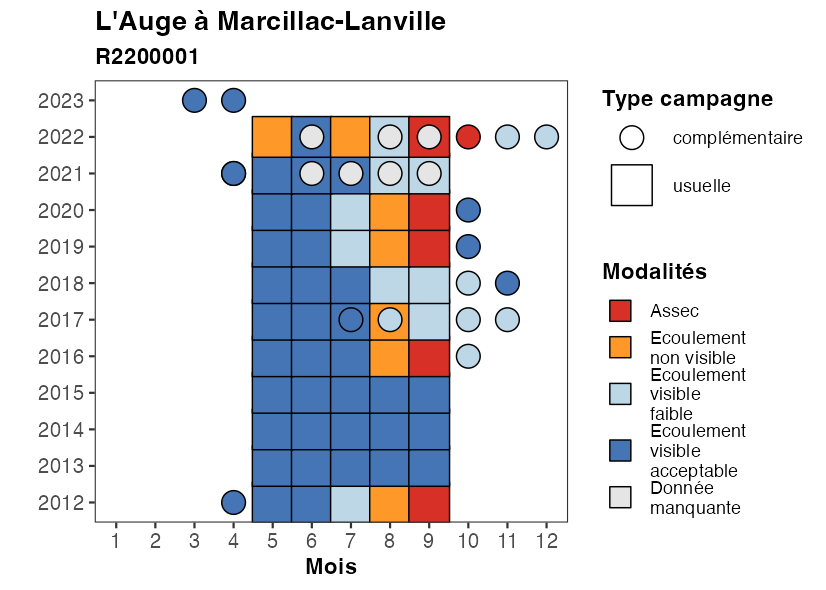 L'Auge à Marcillac-Lanville
R2200001
2023
2022
2021
2020
2019
2018
2017
2016
2015
2014
2013
2012
1 2 3 4 5 6 7 8 9 10 11 12
Mois
Type campagne
complémentaire
usuelle
Modalités
Assec
Ecoulement
non visible
Ecoulement
visible
faible
Ecoulement
visible
acceptable
Donnée
manquante